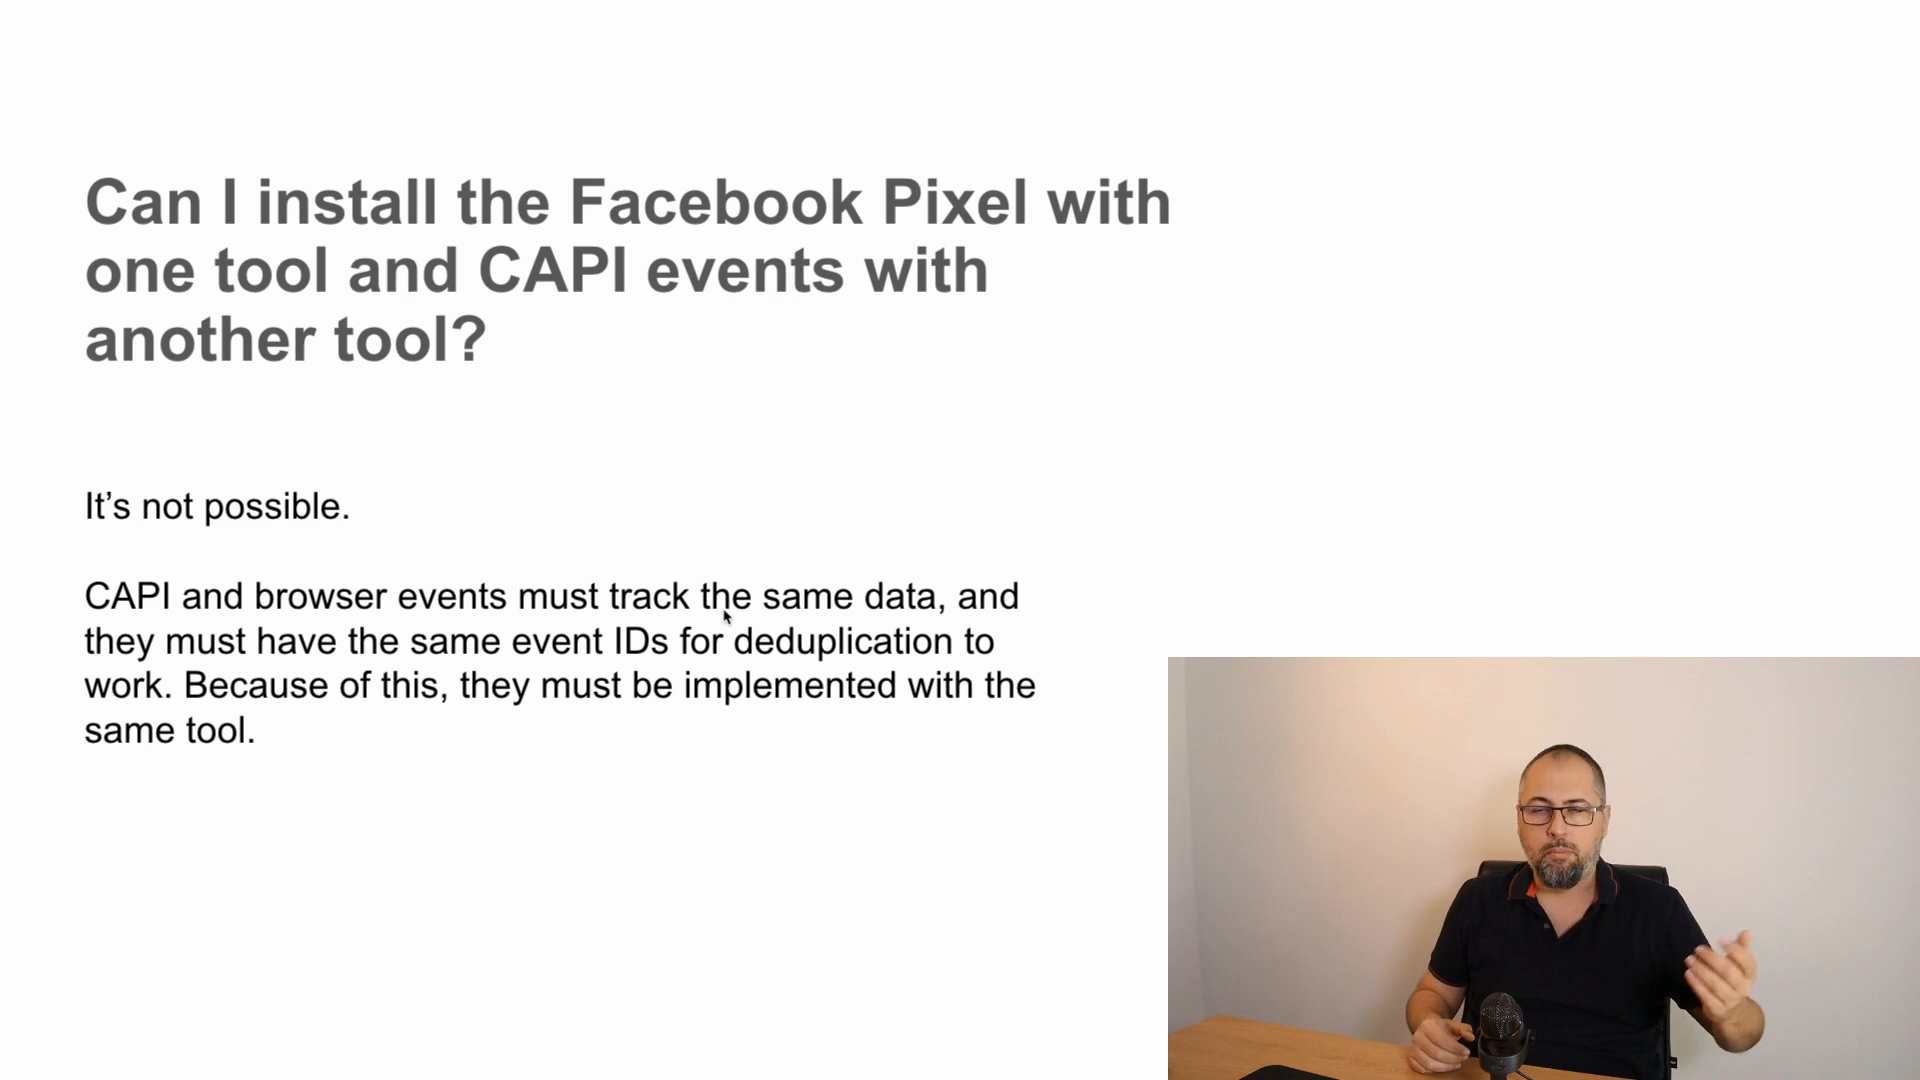 Can I install the Facebook Pixel with
one tool and CAPI events with
another tool?
It’s not possible.
CAPI and browser events must track the same data, and
they must have the same event IDs for deduplication to
work. Because of this, they must be implemented with the
same tool.